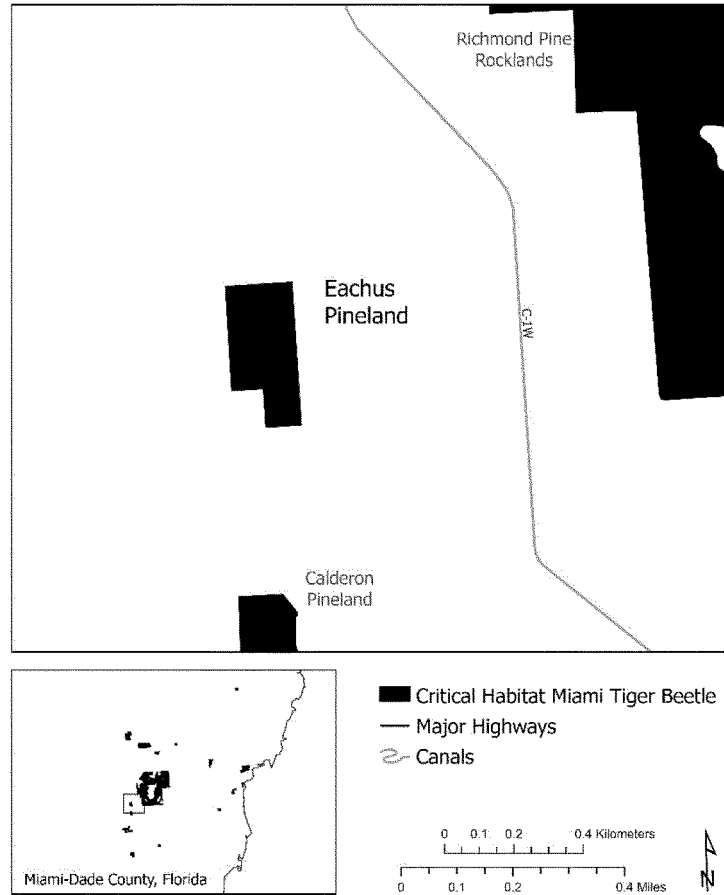 Richmond Pine
Rocklands
Eachus
Pineland
C-1W
Calderon
Pineland
Critical Habitat Miami Tiger Beetle
Major Highways
Canals
0 0.1 0.2 0.4 Kilometers
0 0.1 0.2 0.4 Miles
N
Miami-Dade County, Florida